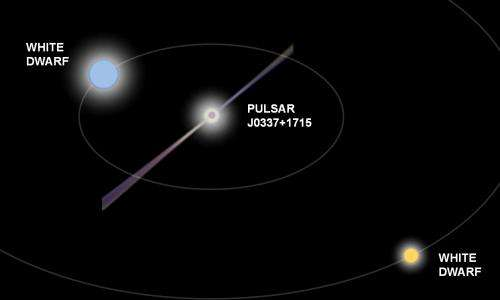 WHITE
DWARF
PULSAR
J0337+1715
WHITE
DWARF